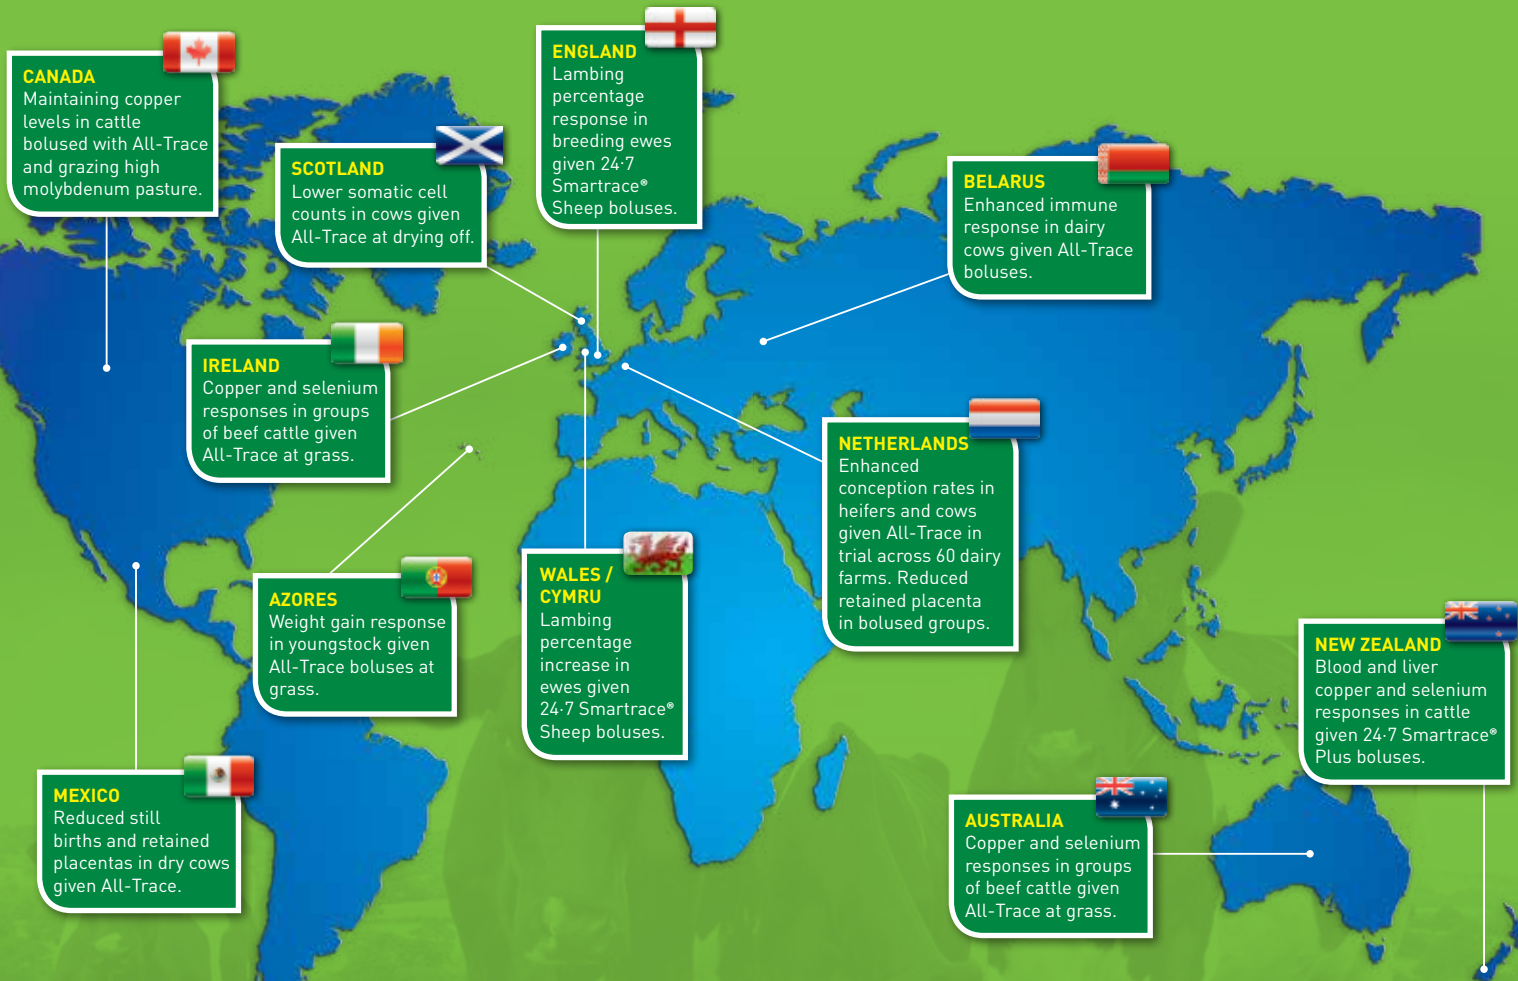 CANADA
Maintaining copper
levels in cattle
bolused with All-Trace
and grazing high
molybdenum pasture.
SCOTLAND
Lower somatic cell
counts in cows given
All-Trace at drying off.
ENGLAND
Lambing
percentage
response in
breeding ewes
given 24·7
Smartrace®
Sheep boluses.
BELARUS
Enhanced immune
response in dairy
cows given All-Trace
boluses.
IRELAND
Copper and selenium
responses in groups
of beef cattle given
All-Trace at grass.
NETHERLANDS
Enhanced
conception rates in
heifers and cows
given All-Trace in
trial across 60 dairy
farms. Reduced
retained placenta
in bolused groups.
AZORES
Weight gain response
in youngstock given
All-Trace boluses at
grass.
WALES /
CYMRU
Lambing
percentage
increase in
ewes given
24·7 Smartrace®
Sheep boluses.
NEW ZEALAND
Blood and liver
copper and selenium
responses in cattle
given 24·7 Smartrace®
Plus boluses.
MEXICO
Reduced still
births and retained
placentas in dry cows
given All-Trace.
AUSTRALIA
Copper and selenium
responses in groups
of beef cattle given
All-Trace at grass.